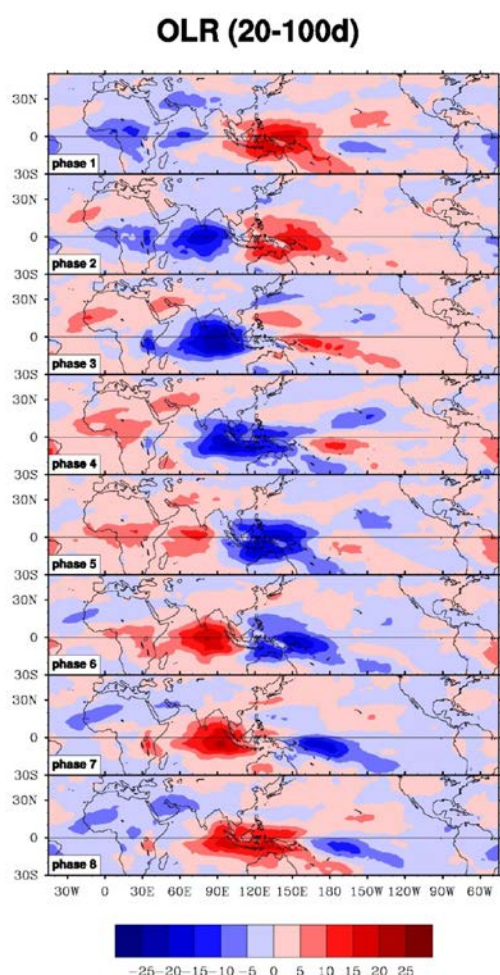 OLR (20-100d)
30N
0
phase 1
30S
30N
0
phase 2
30S
30N
0
phase 3
30S
30N
0
phase 4
30S
30N
0
phase 5
30S
30N
0
phase 6
30S
30N
0
phase 7
30S
30N
0
phase 8
30S
30W 0 30E 60E 90E 120E 150E 180 150W 120W 90W 60W
-25 -20 -15 -10 -5 0 5 10 15 20 25